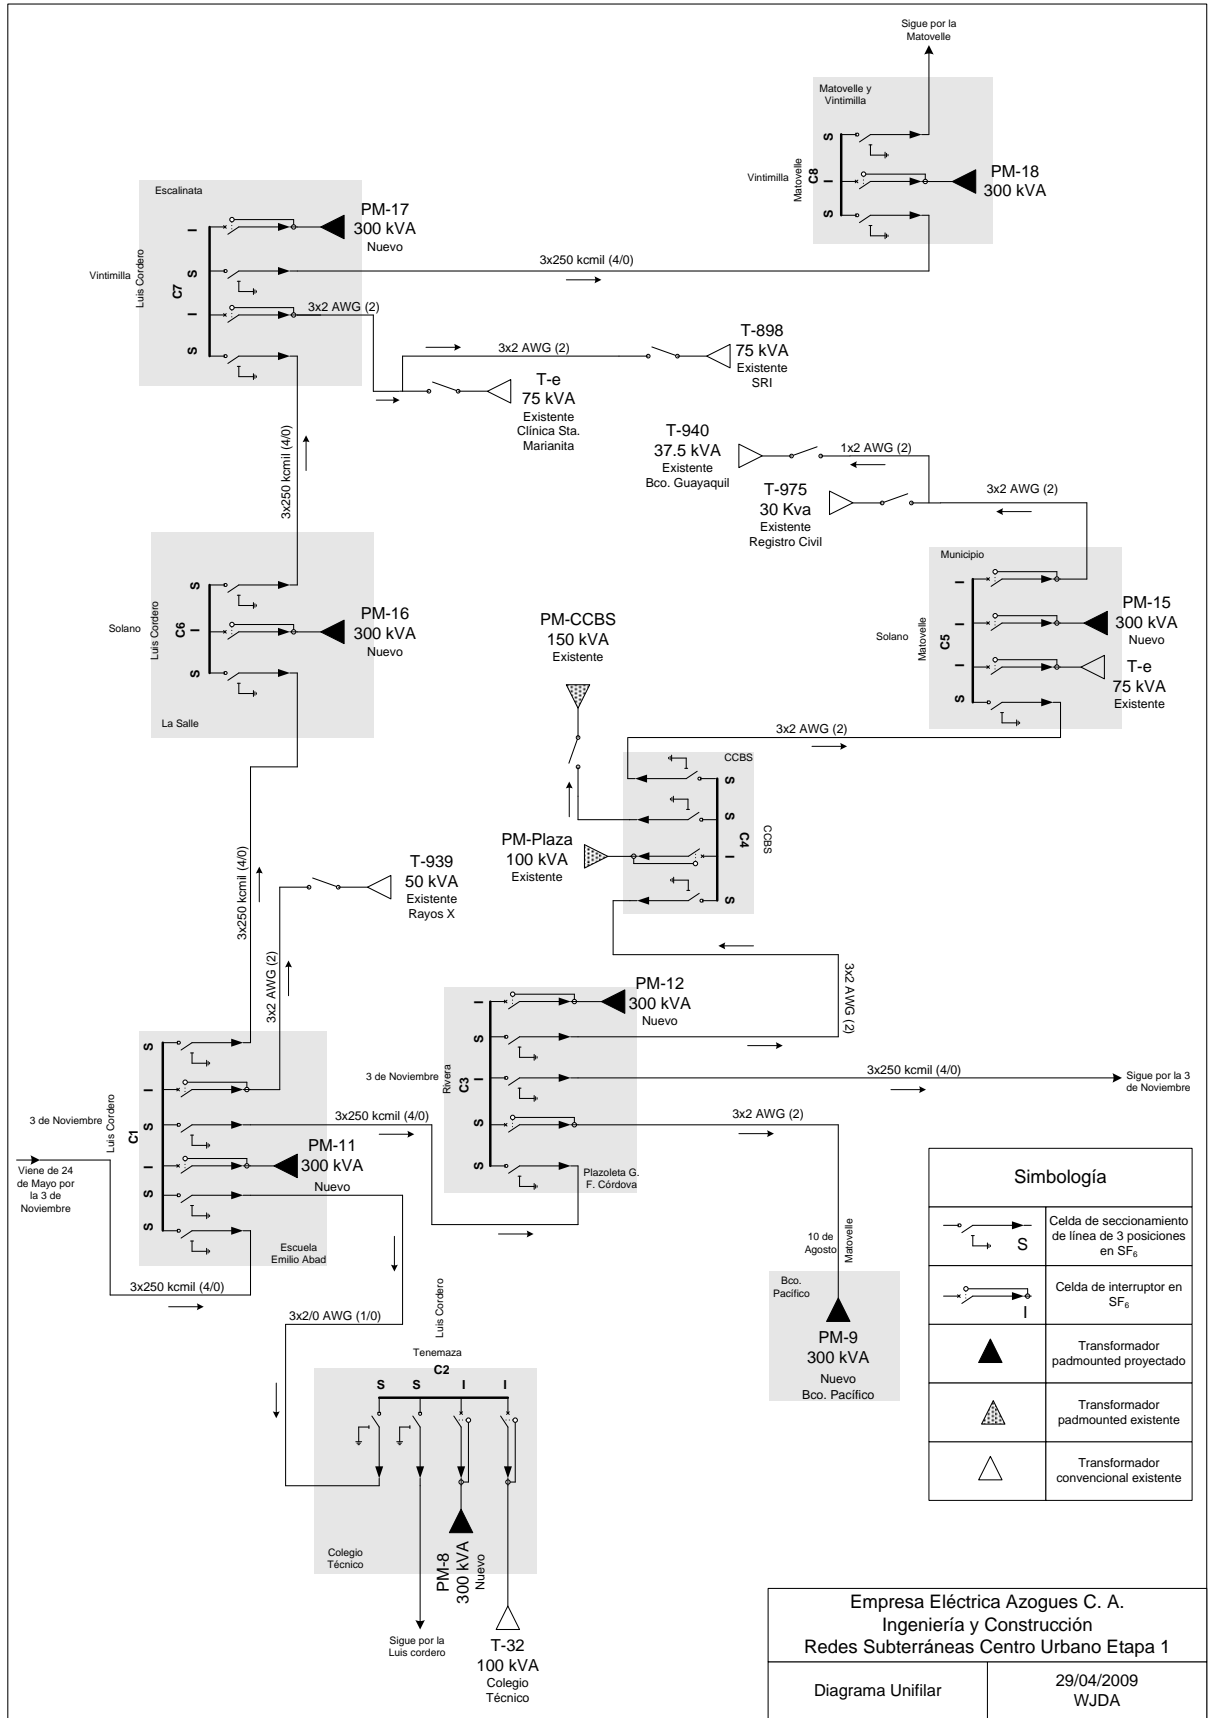 Sigue por la
Matovelle
Matovelle y
Vintimilla
S
I
S
C8
Vintimilla
Matovelle
PM-18
300 kVA
Escalinata
PM-17
300 kVA
Nuevo
I
S
I
S
C7
Vintimilla
Luis Cordero
3x250 kcmil (4/0)
3x2 AWG (2)
3x2 AWG (2)
T-898
75 kVA
Existente
SRI
T-e
75 kVA
Existente
Clínica Sta.
Marianita
3x250 kcmil (4/0)
T-940
37.5 kVA
Existente
Bco. Guayaquil
1x2 AWG (2)
T-975
30 Kva
Existente
Registro Civil
3x2 AWG (2)
Municipio
I
I
I
S
C5
Solano
Matovelle
PM-15
300 kVA
Nuevo
T-e
75 kVA
Existente
S
I
S
C6
Solano
Luis Cordero
PM-16
300 kVA
Nuevo
La Salle
PM-CCBS
150 kVA
Existente
3x2 AWG (2)
CCBS
S
S
I
S
C4
CCBS
PM-Plaza
100 kVA
Existente
3x250 kcmil (4/0)
T-939
50 kVA
Existente
Rayos X
3x2 AWG (2)
3x2 AWG (2)
PM-12
300 kVA
Nuevo
I
S
I
S
S
C3
3 de Noviembre
Rivera
3x250 kcmil (4/0)
Sigue por la 3
de Noviembre
3x2 AWG (2)
Plazoleta G.
F. Córdova
S
I
S
I
S
S
C1
3 de Noviembre
Luis Cordero
3x250 kcmil (4/0)
PM-11
300 kVA
Nuevo
Viene de 24
de Mayo por
la 3 de
Noviembre
Escuela
Emilio Abad
3x250 kcmil (4/0)
10 de
Agosto
Matovelle
Bco.
Pacífico
PM-9
300 kVA
Nuevo
Bco. Pacífico
3x2/0 AWG (1/0)
Luis Cordero
Tenemaza
C2
S S I I
Colegio
Técnico
PM-8
300 kVA
Nuevo
Sigue por la
Luis cordero
T-32
100 kVA
Colegio
Técnico
Simbología
S
Celda de seccionamiento
de línea de 3 posiciones
en SF₆
I
Celda de interruptor en
SF₆
Transformador
padmounted proyectado
Transformador
padmounted existente
Transformador
convencional existente
Empresa Eléctrica Azogues C. A.
Ingeniería y Construcción
Redes Subterráneas Centro Urbano Etapa 1
Diagrama Unifilar
29/04/2009
WJDA